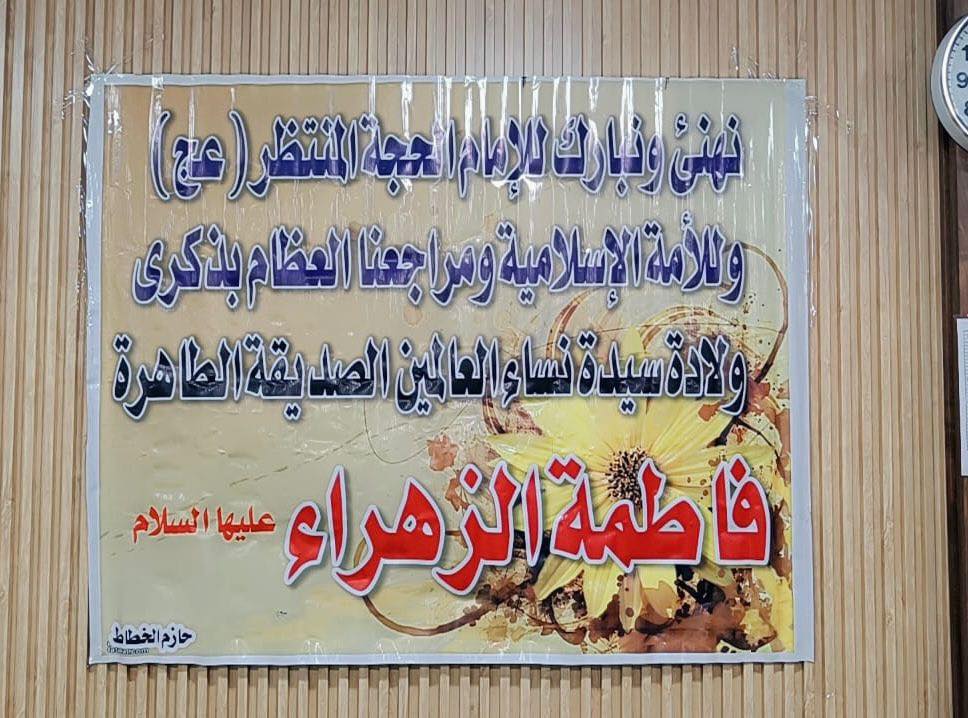 نهنئ ونبارك للإمام الحجة المنتظر (عج)
وللأمة الإسلامية ومراجعنا العظام بذكرى
ولادة سيدة نساء العالمين الصديقة الطاهرة
فاطمة الزهراء عليها السلام
حازم الخطاط
9